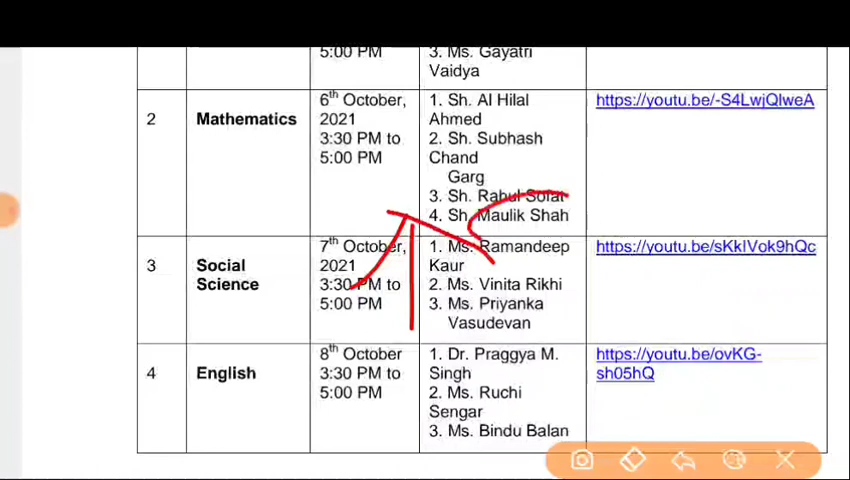 5:00 PM
3. Ms. Gayatri
Vaidya
2
Mathematics
6th October,
2021
3:30 PM to
5:00 PM
1. Sh. Al Hilal
Ahmed
2. Sh. Subhash
Chand
Garg
3. Sh. Rahul Sofat
4. Sh. Maulik Shah
https://youtu.be/-S4LwjQIweA
3
Social
Science
7th October,
2021
3:30 PM to
5:00 PM
1. Ms. Ramandeep
Kaur
2. Ms. Vinita Rikhi
3. Ms. Priyanka
Vasudevan
https://youtu.be/sKkIVok9hQc
4
English
8th October
3:30 PM to
5:00 PM
1. Dr. Praggya M.
Singh
2. Ms. Ruchi
Sengar
3. Ms. Bindu Balan
https://youtu.be/ovKG-
sh05hQ